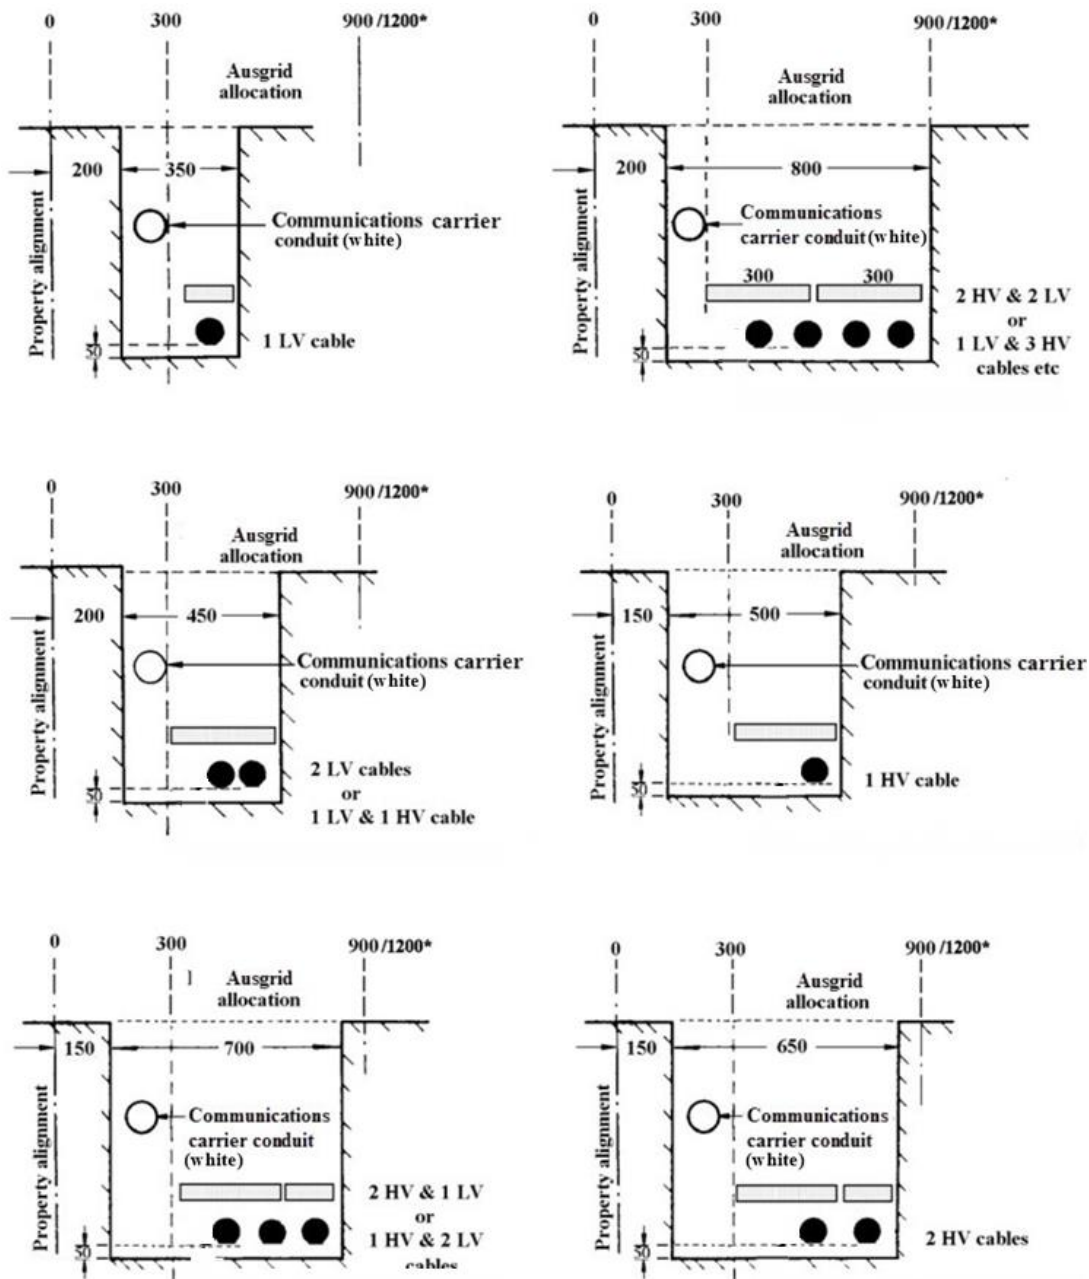 0
300
900/1200*
Ausgrid
allocation
200
350
Property alignment
Communications carrier
conduit (white)
50
1 LV cable
0
300
900/1200*
Ausgrid
allocation
200
800
Property alignment
Communications
carrier conduit (white)
300
300
50
2 HV & 2 LV
or
1 LV & 3 HV
cables etc
0
300
900/1200*
Ausgrid
allocation
200
450
Property alignment
Communications carrier
conduit (white)
50
2 LV cables
or
1 LV & 1 HV cable
0
300
900/1200*
Ausgrid
allocation
150
500
Property alignment
Communications carrier
conduit (white)
50
1 HV cable
0
300
900/1200*
]
Ausgrid
allocation
150
700
Property alignment
Communications
carrier conduit
(white)
50
2 HV & 1 LV
or
1 HV & 2 LV
cables
0
300
900/1200*
Ausgrid
allocation
150
650
Property alignment
Communications
carrier conduit
(white)
50
2 HV cables